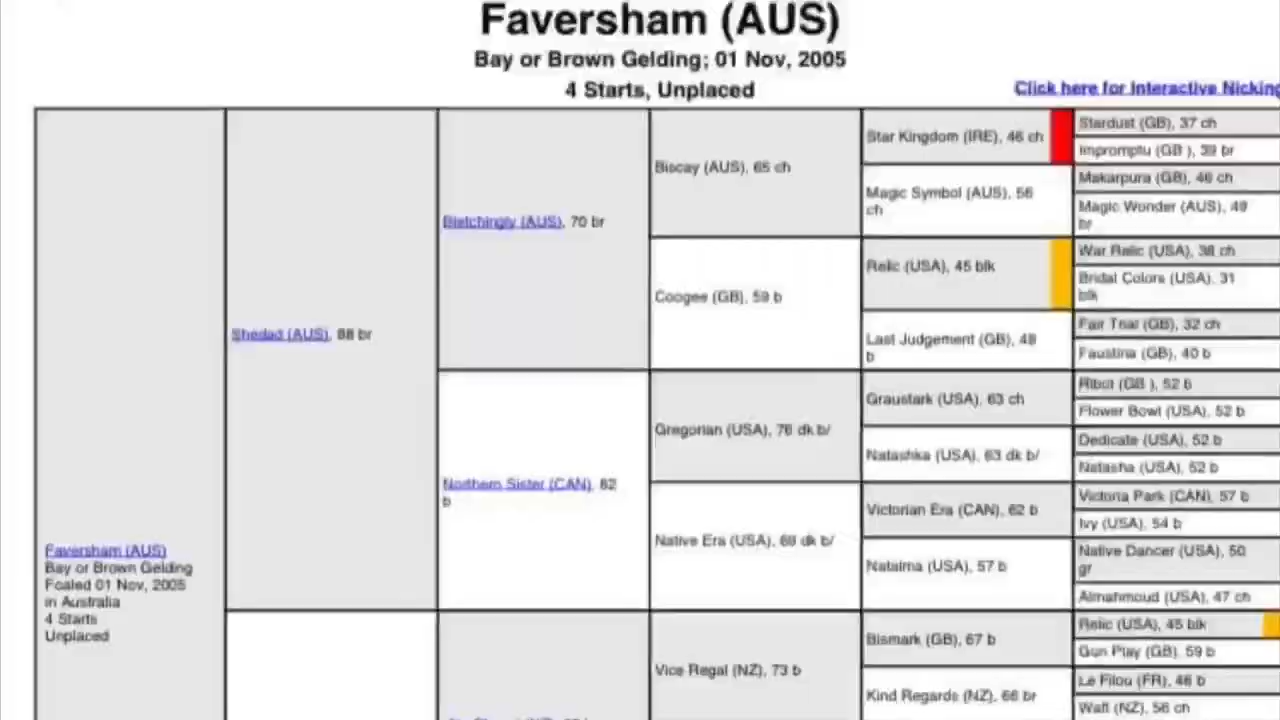 Faversham (AUS)
Bay or Brown Gelding; 01 Nov, 2005
4 Starts, Unplaced
Click here for Interactive Nicking
Faversham (AUS)
Bay or Brown Gelding
Foaled 01 Nov, 2005
in Australia
4 Starts
Unplaced
Shedad (AUS), 88 br
Bletchingly (AUS), 70 br
Northern Sister (CAN), 82
b
Biscay (AUS), 65 ch
Coogee (GB), 59 b
Gregorian (USA), 76 dk b/
Native Era (USA), 69 dk b/
Vice Regal (NZ), 73 b
Star Kingdom (IRE), 46 ch
Magic Symbol (AUS), 56
ch
Relic (USA), 45 blk
Last Judgement (GB), 48
b
Graustark (USA), 63 ch
Natashka (USA), 63 dk b/
Victorian Era (CAN), 62 b
Natalma (USA), 57 b
Bismark (GB), 67 b
Kind Regards (NZ), 66 br
Stardust (GB), 37 ch
Impromptu (GB ), 39 br
Makarpura (GB), 46 ch
Magic Wonder (AUS), 49
br
War Relic (USA), 38 ch
Bridal Colors (USA), 31
blk
Fair Trial (GB), 32 ch
Faustina (GB), 40 b
Ribot (GB ), 52 b
Flower Bowl (USA), 52 b
Dedicate (USA), 52 b
Natasha (USA), 52 b
Victoria Park (CAN), 57 b
Ivy (USA), 54 b
Native Dancer (USA), 50
gr
Almahmoud (USA), 47 ch
Relic (USA), 45 blk
Gun Play (GB), 59 b
Le Filou (FR), 46 b
Waft (NZ), 56 ch